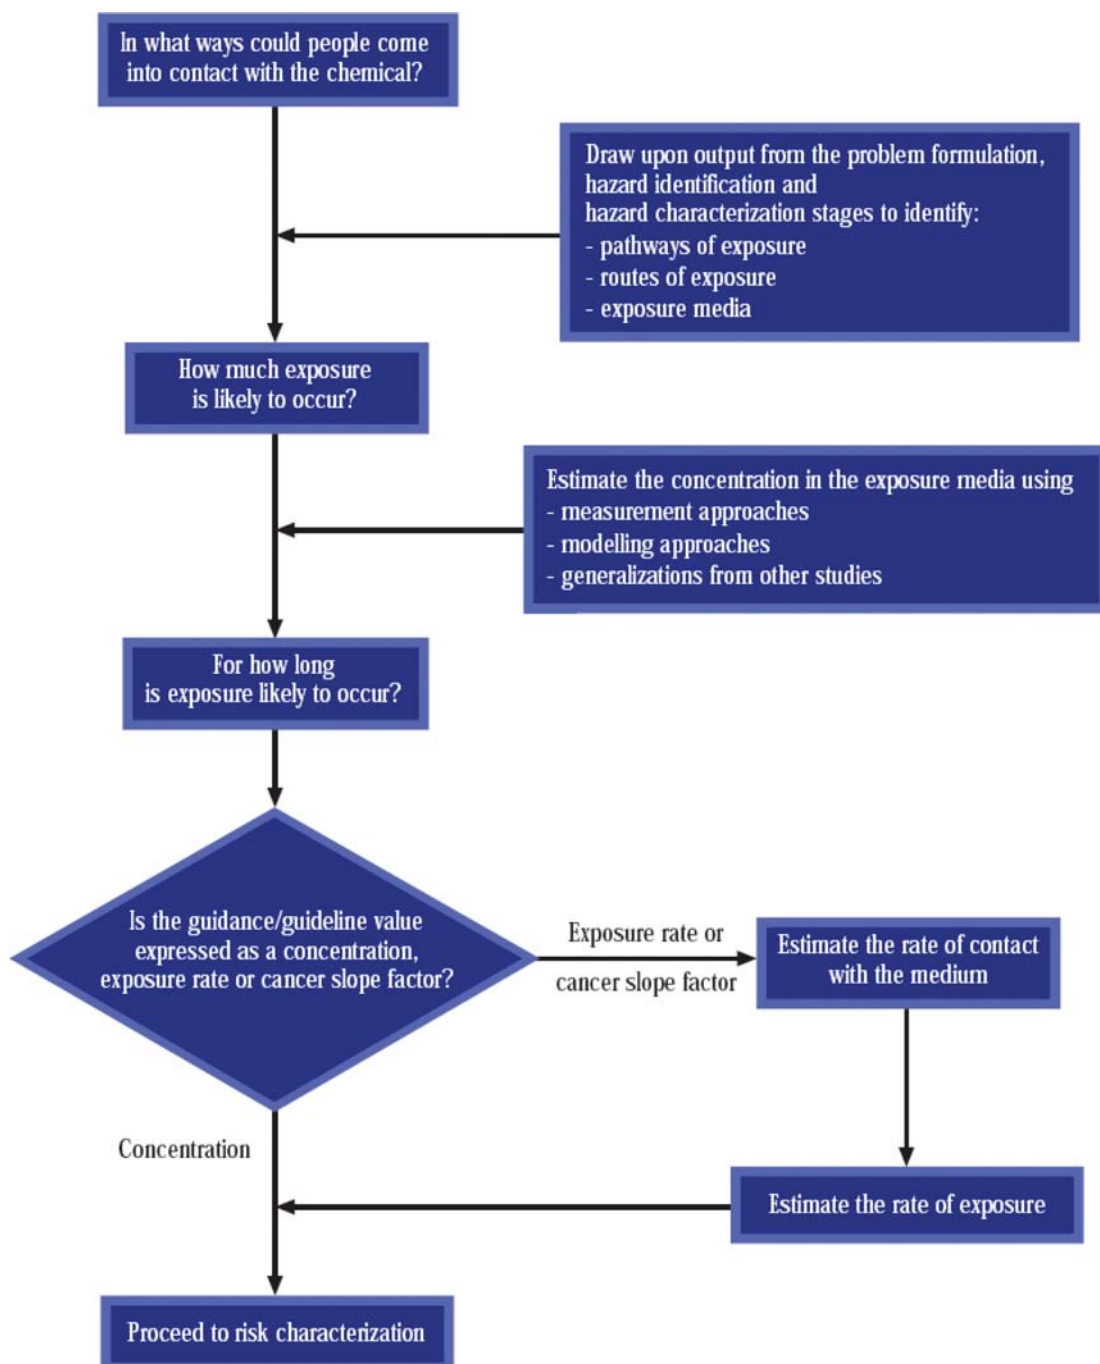 In what ways could people come
into contact with the chemical?
Draw upon output from the problem formulation,
hazard identification and
hazard characterization stages to identify:
- pathways of exposure
- routes of exposure
- exposure media
How much exposure
is likely to occur?
Estimate the concentration in the exposure media using
- measurement approaches
- modelling approaches
- generalizations from other studies
For how long
is exposure likely to occur?
Is the guidance/guideline value
expressed as a concentration,
exposure rate or cancer slope factor?
Exposure rate or
cancer slope factor
Estimate the rate of contact
with the medium
Concentration
Estimate the rate of exposure
Proceed to risk characterization